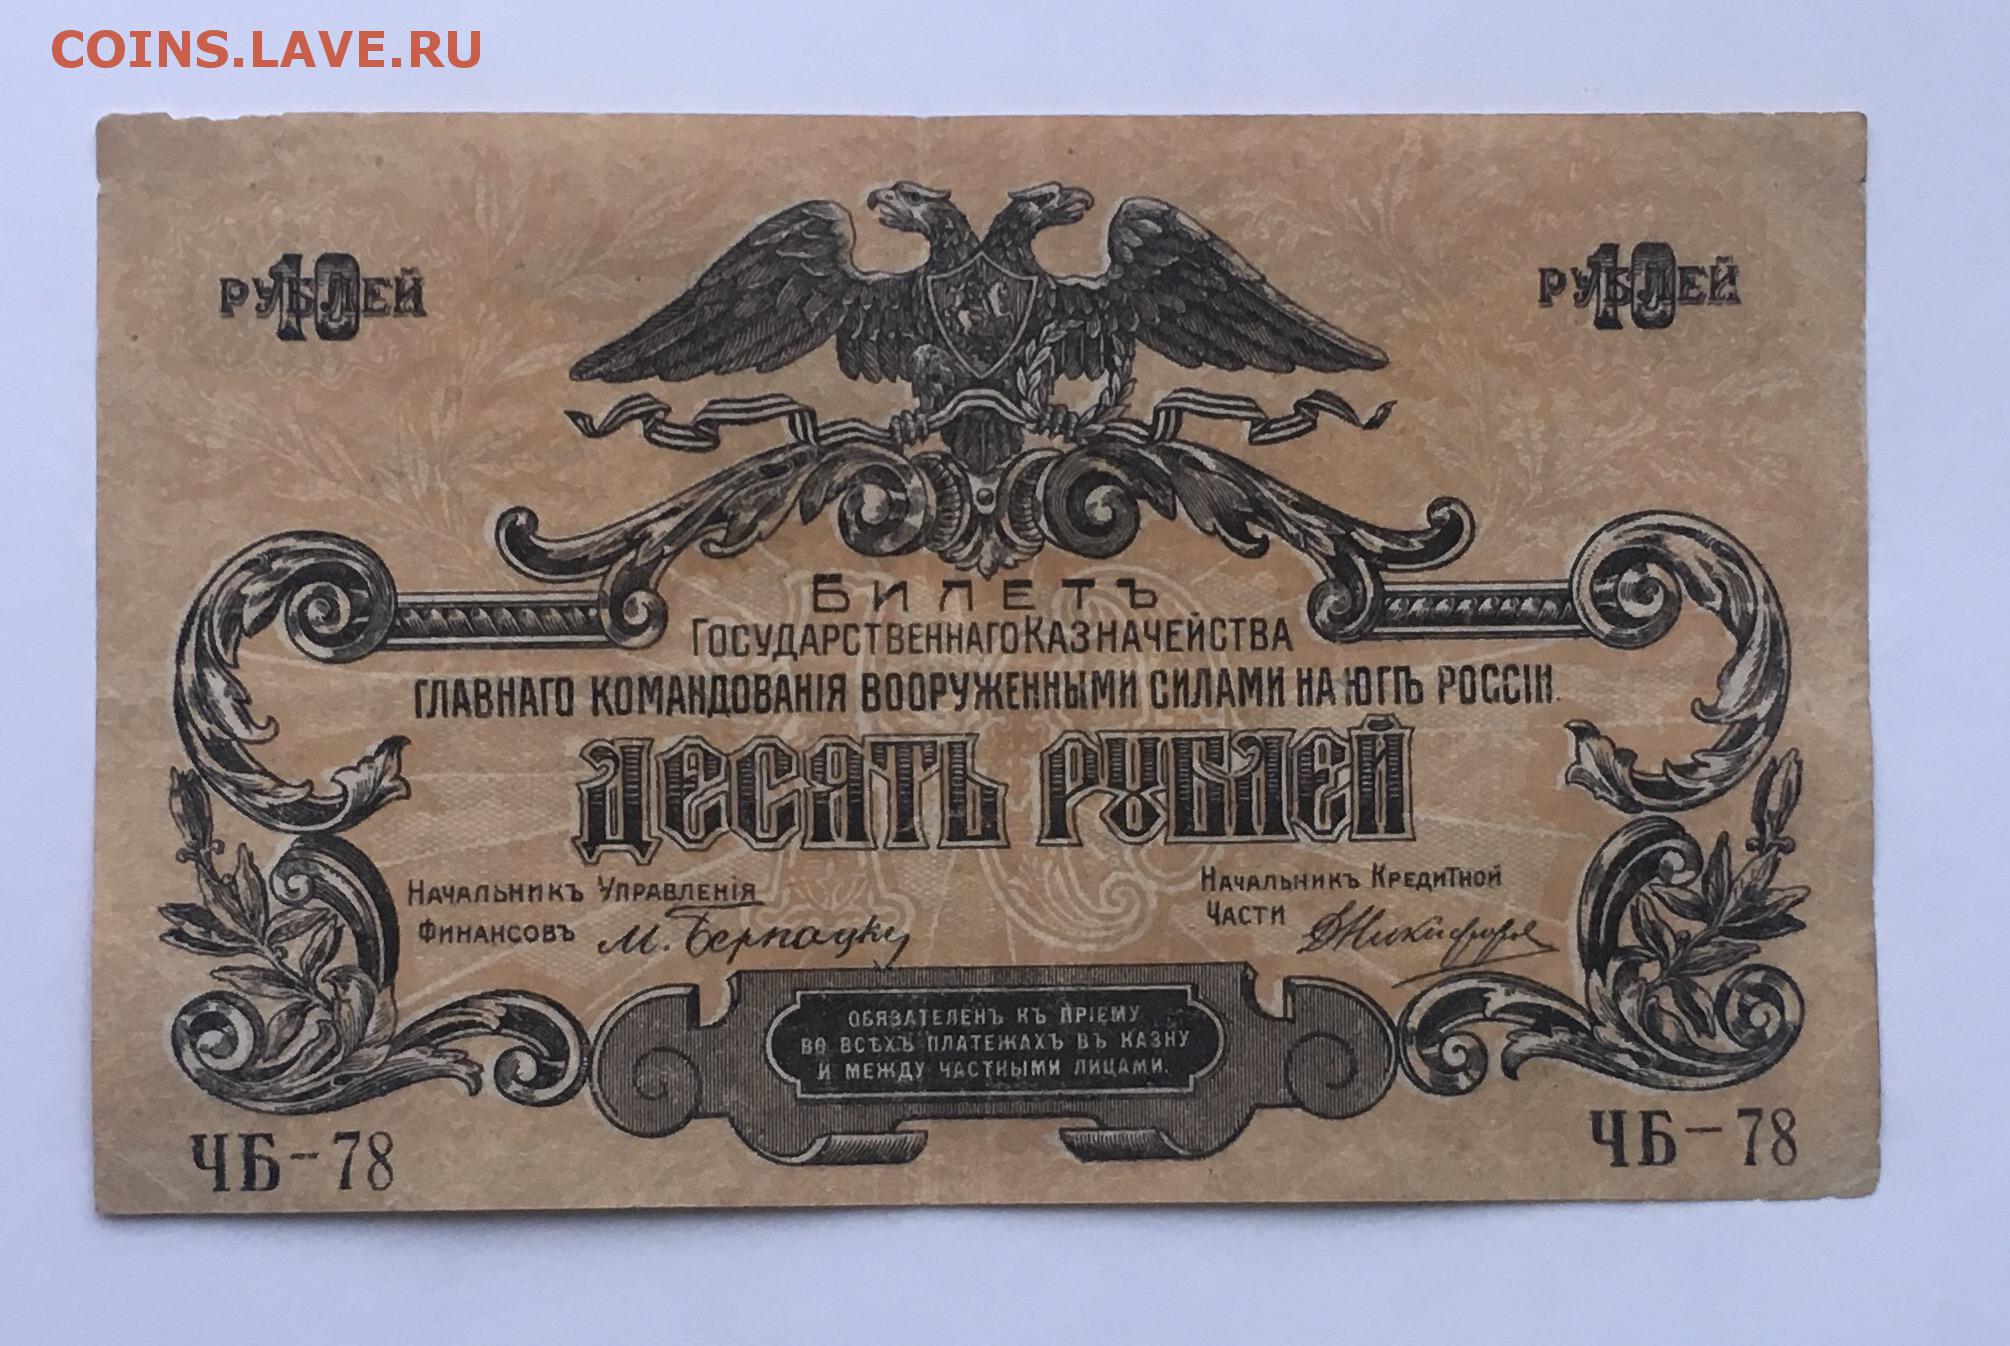 COINS.LAVE.RU
10 РУБЛЕЙ
10 РУБЛЕЙ
БИЛЕТЪ
ГОСУДАРСТВЕННАГО КАЗНАЧЕЙСТВА
ГЛАВНАГО КОМАНДОВАНІЯ ВООРУЖЕННЫМИ СИЛАМИ НА ЮГѢ РОССІИ.
ДЕСЯТЬ РУБЛЕЙ
НАЧАЛЬНИКЪ УПРАВЛЕНІЯ
ФИНАНСОВЪ М. Бернацкій
НАЧАЛЬНИКЪ КРЕДИТНОЙ
ЧАСТИ Д Никифоров
ОБЯЗАТЕЛЕНЪ КЪ ПРІЕМУ
ВО ВСѢХЪ ПЛАТЕЖАХЪ ВЪ КАЗНУ
И МЕЖДУ ЧАСТНЫМИ ЛИЦАМИ.
ЧБ-78
ЧБ-78